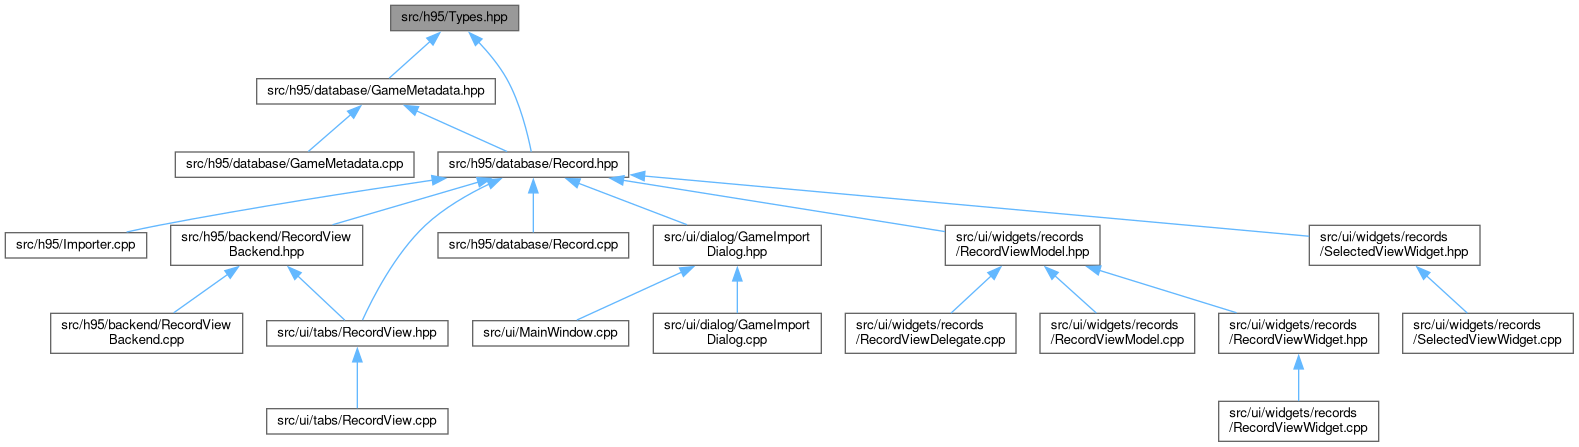 src/h95/Types.hpp
src/h95/database/GameMetadata.hpp
src/h95/database/GameMetadata.cpp
src/h95/database/Record.hpp
src/h95/Importer.cpp
src/h95/backend/RecordView
Backend.hpp
src/h95/database/Record.cpp
src/ui/dialog/GameImport
Dialog.hpp
src/ui/widgets/records
/RecordViewModel.hpp
src/ui/widgets/records
/SelectedViewWidget.hpp
src/h95/backend/RecordView
Backend.cpp
src/ui/tabs/RecordView.hpp
src/ui/MainWindow.cpp
src/ui/dialog/GameImport
Dialog.cpp
src/ui/widgets/records
/RecordViewDelegate.cpp
src/ui/widgets/records
/RecordViewModel.cpp
src/ui/widgets/records
/RecordViewWidget.hpp
src/ui/widgets/records
/SelectedViewWidget.cpp
src/ui/tabs/RecordView.cpp
src/ui/widgets/records
/RecordViewWidget.cpp